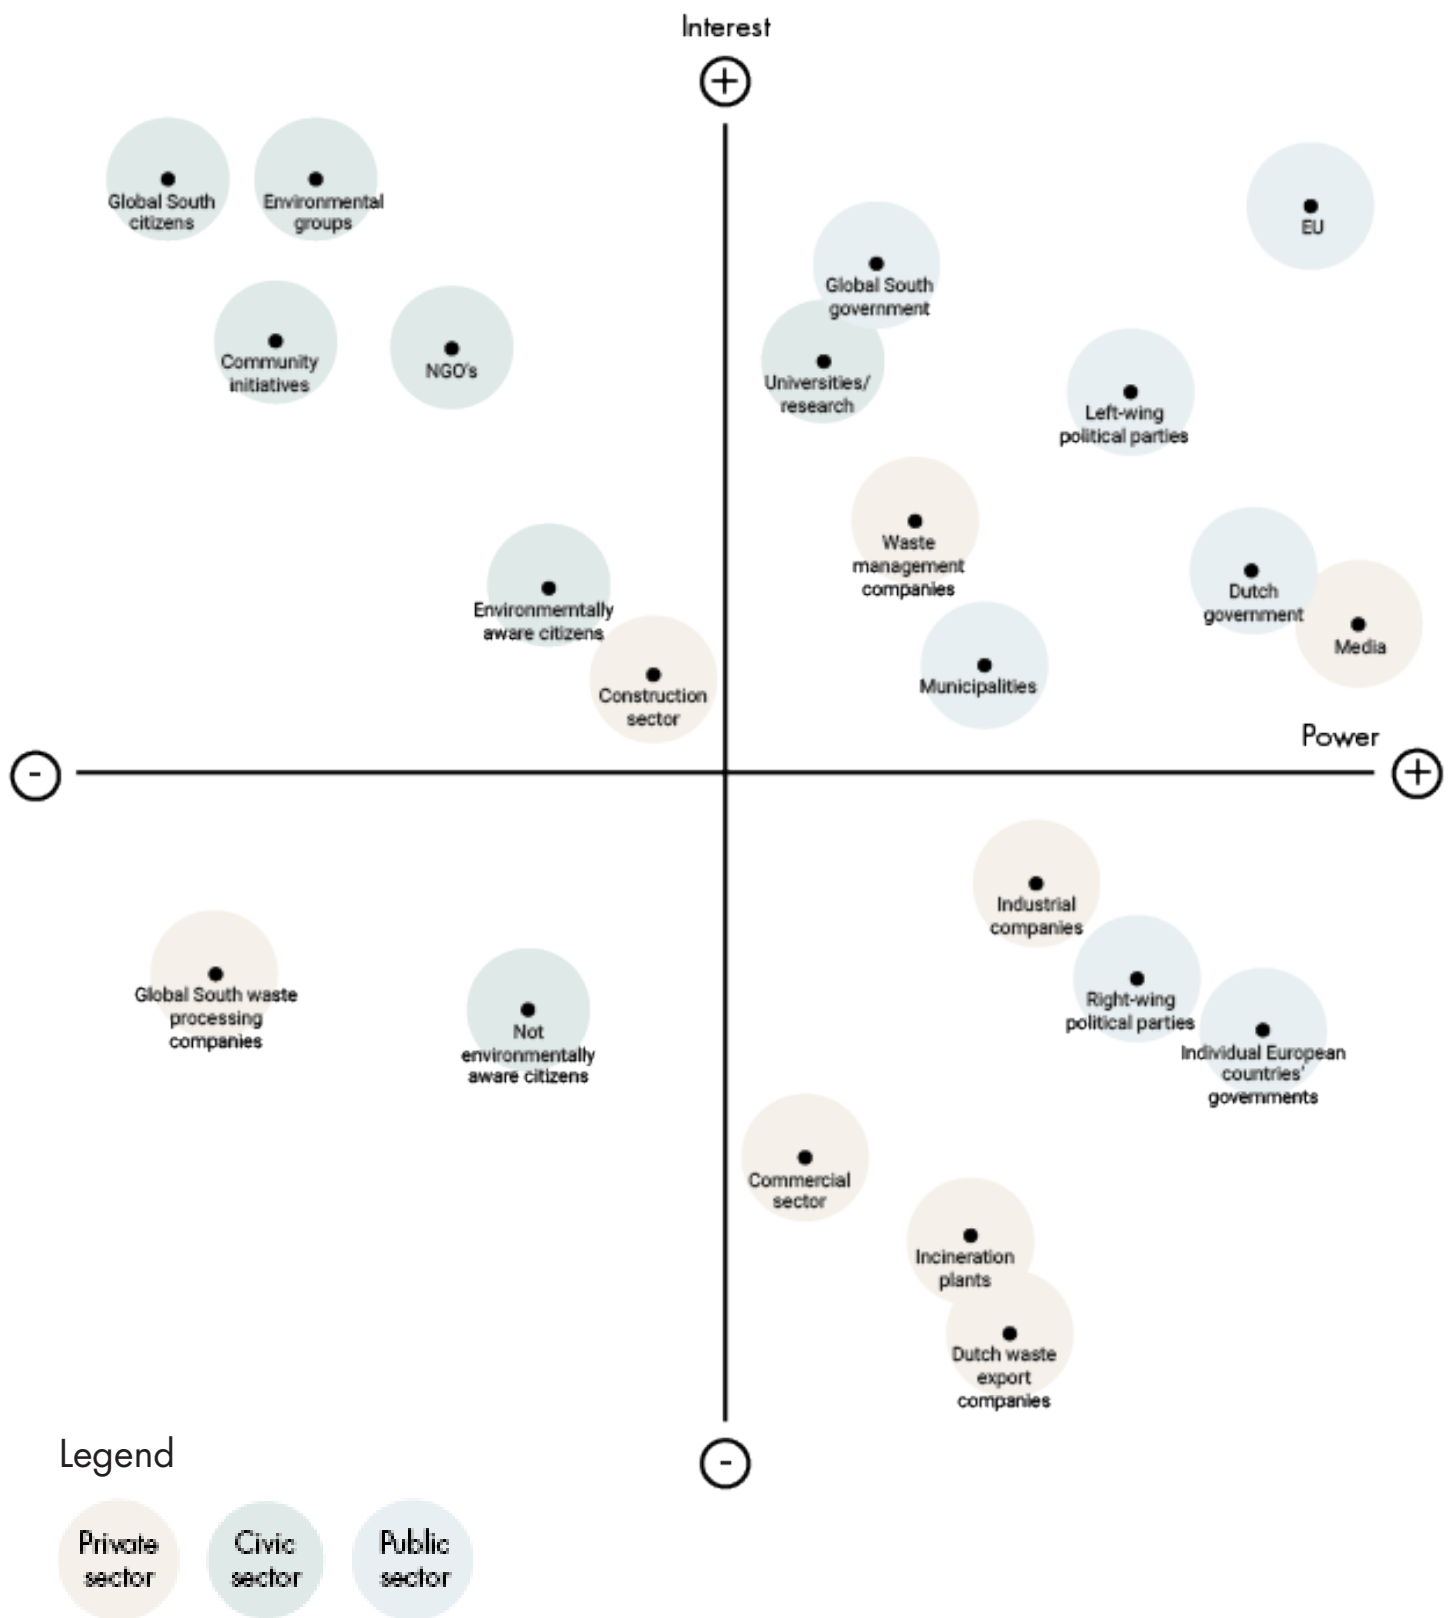 Interest
+
Global South
citizens
Environmental
groups
EU
Global South
government
Community
initiatives
NGO's
Universities/
research
Left-wing
political parties
Waste
management
companies
Dutch
government
Environmemtally
aware citizens
Media
Municipalities
Construction
sector
Power
-
+
Industrial
companies
Global South waste
processing
companies
Not
environmentally
aware citizens
Right-wing
political parties
Individual European
countries'
governments
Commercial
sector
Incineration
plants
Dutch waste
export
companies
-
Legend
Private
sector
Civic
sector
Public
sector